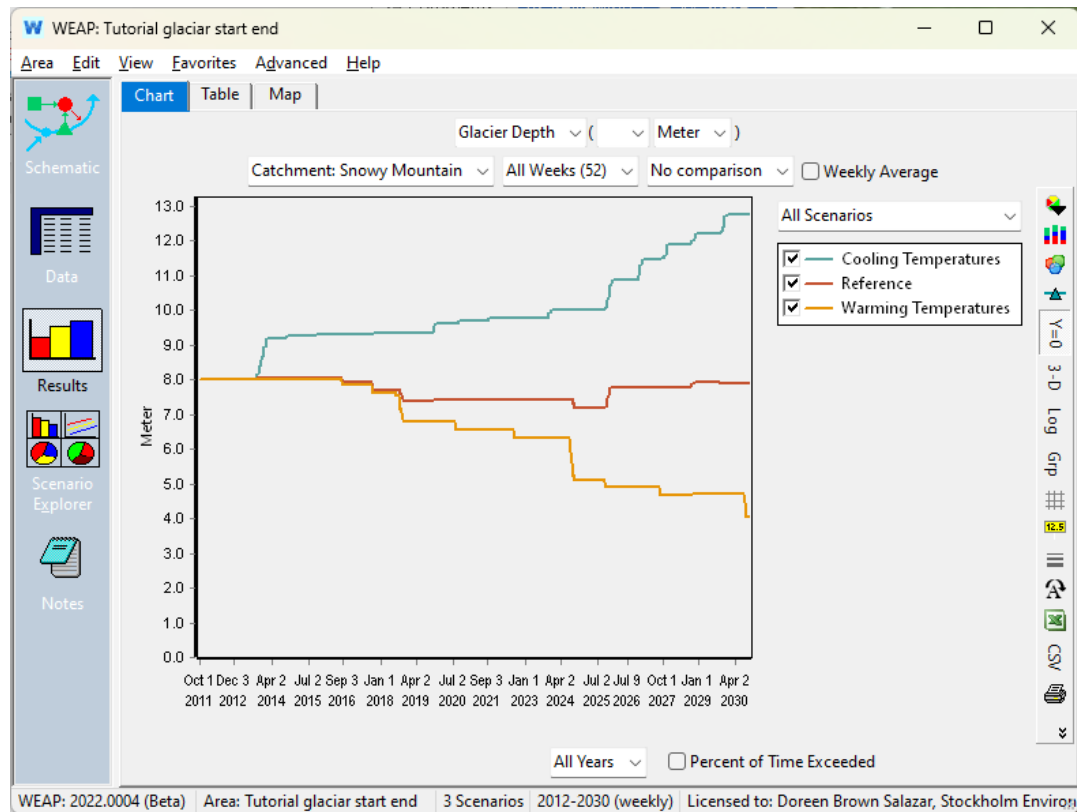 WEAP: Tutorial glaciar start end
Area Edit View Favorites Advanced Help
Schematic
Data
Results
Scenario
Explorer
Notes
Chart Table Map
Glacier Depth ( Meter )
Catchment: Snowy Mountain All Weeks (52) No comparison Weekly Average
All Scenarios
Cooling Temperatures
Reference
Warming Temperatures
13.0
12.0
11.0
10.0
9.0
8.0
7.0
6.0
5.0
4.0
3.0
2.0
1.0
0.0
Meter
Oct 1 Dec 3 Apr 2 Jul 2 Sep 3 Jan 1 Apr 2 Jul 2 Sep 3 Jan 1 Apr 2 Jul 2 Jul 9 Oct 1 Jan 1 Apr 2
2011 2012 2014 2015 2016 2018 2019 2020 2021 2023 2024 2025 2026 2027 2029 2030
Y=0
3-D
Log
Grp
12.5
A
CSV
All Years Percent of Time Exceeded
WEAP: 2022.0004 (Beta) Area: Tutorial glaciar start end 3 Scenarios 2012-2030 (weekly) Licensed to: Doreen Brown Salazar, Stockholm Environ